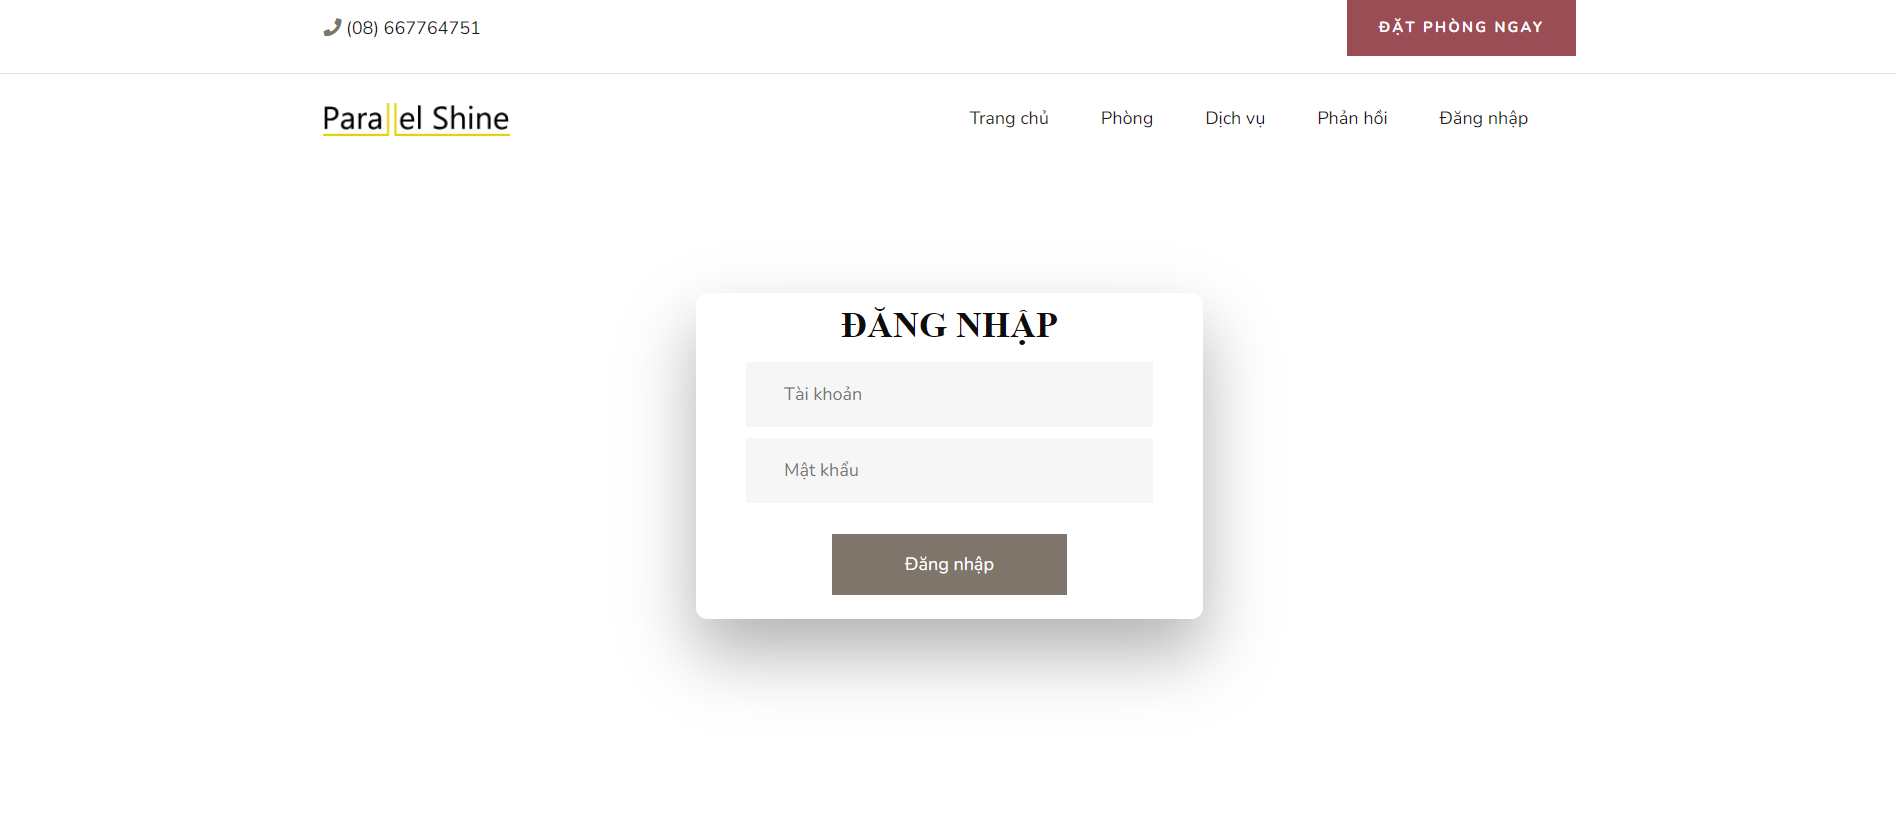 (08) 667764751
ĐẶT PHÒNG NGAY
Parallel Shine
Trang chủ
Phòng
Dịch vụ
Phản hồi
Đăng nhập
ĐĂNG NHẬP
Tài khoản
Mật khẩu
Đăng nhập